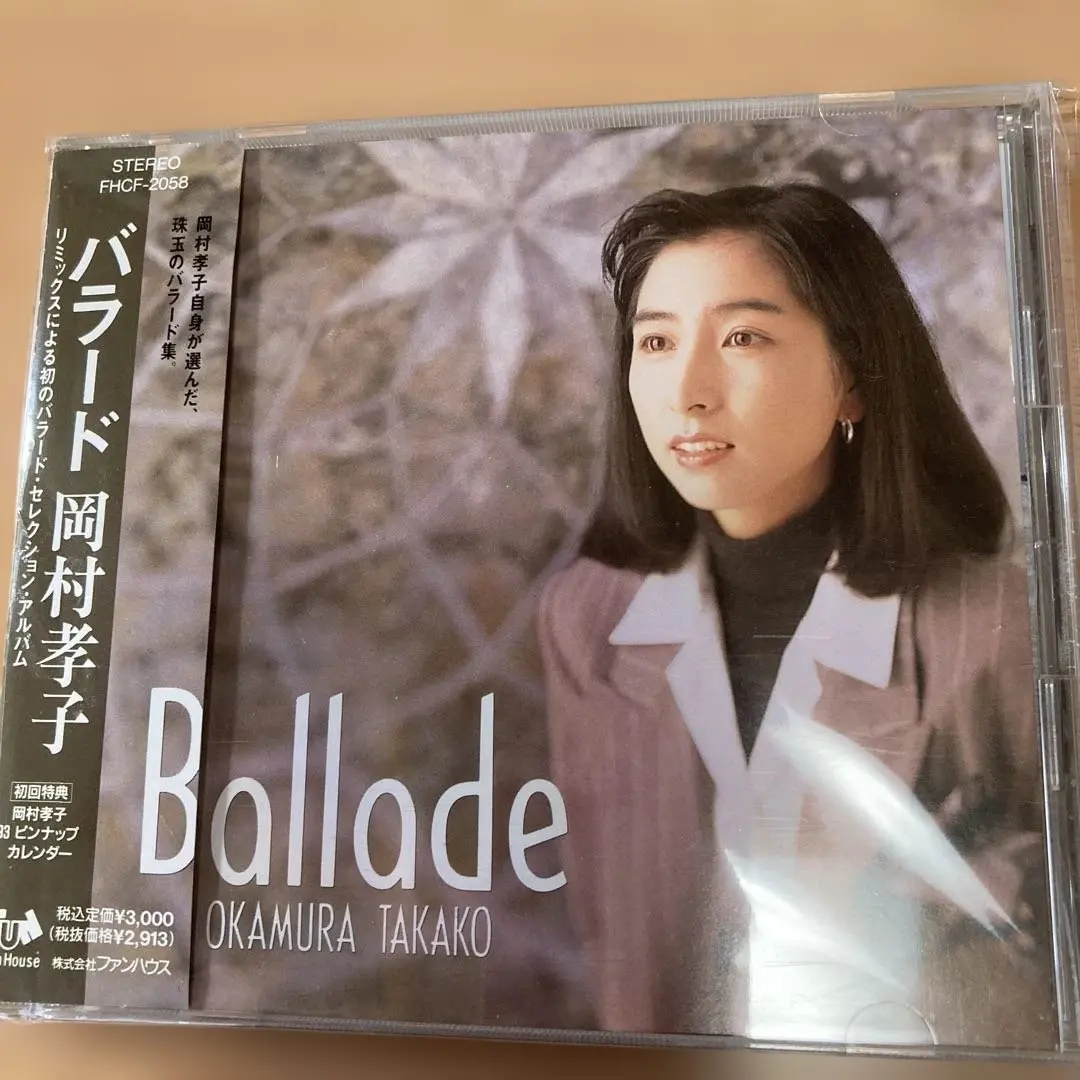 STEREO
FHCF-2058
岡村孝子自身が選んだ、
珠玉のバラード集。
バラード 岡村孝子
リミックスによる初のバラード・セレクション・アルバム
初回特典
岡村孝子
93 ピンナップ
カレンダー
税込定価¥3,000
(税抜価格¥2,913)
House 株式会社ファンハウス
Ballade
OKAMURA TAKAKO